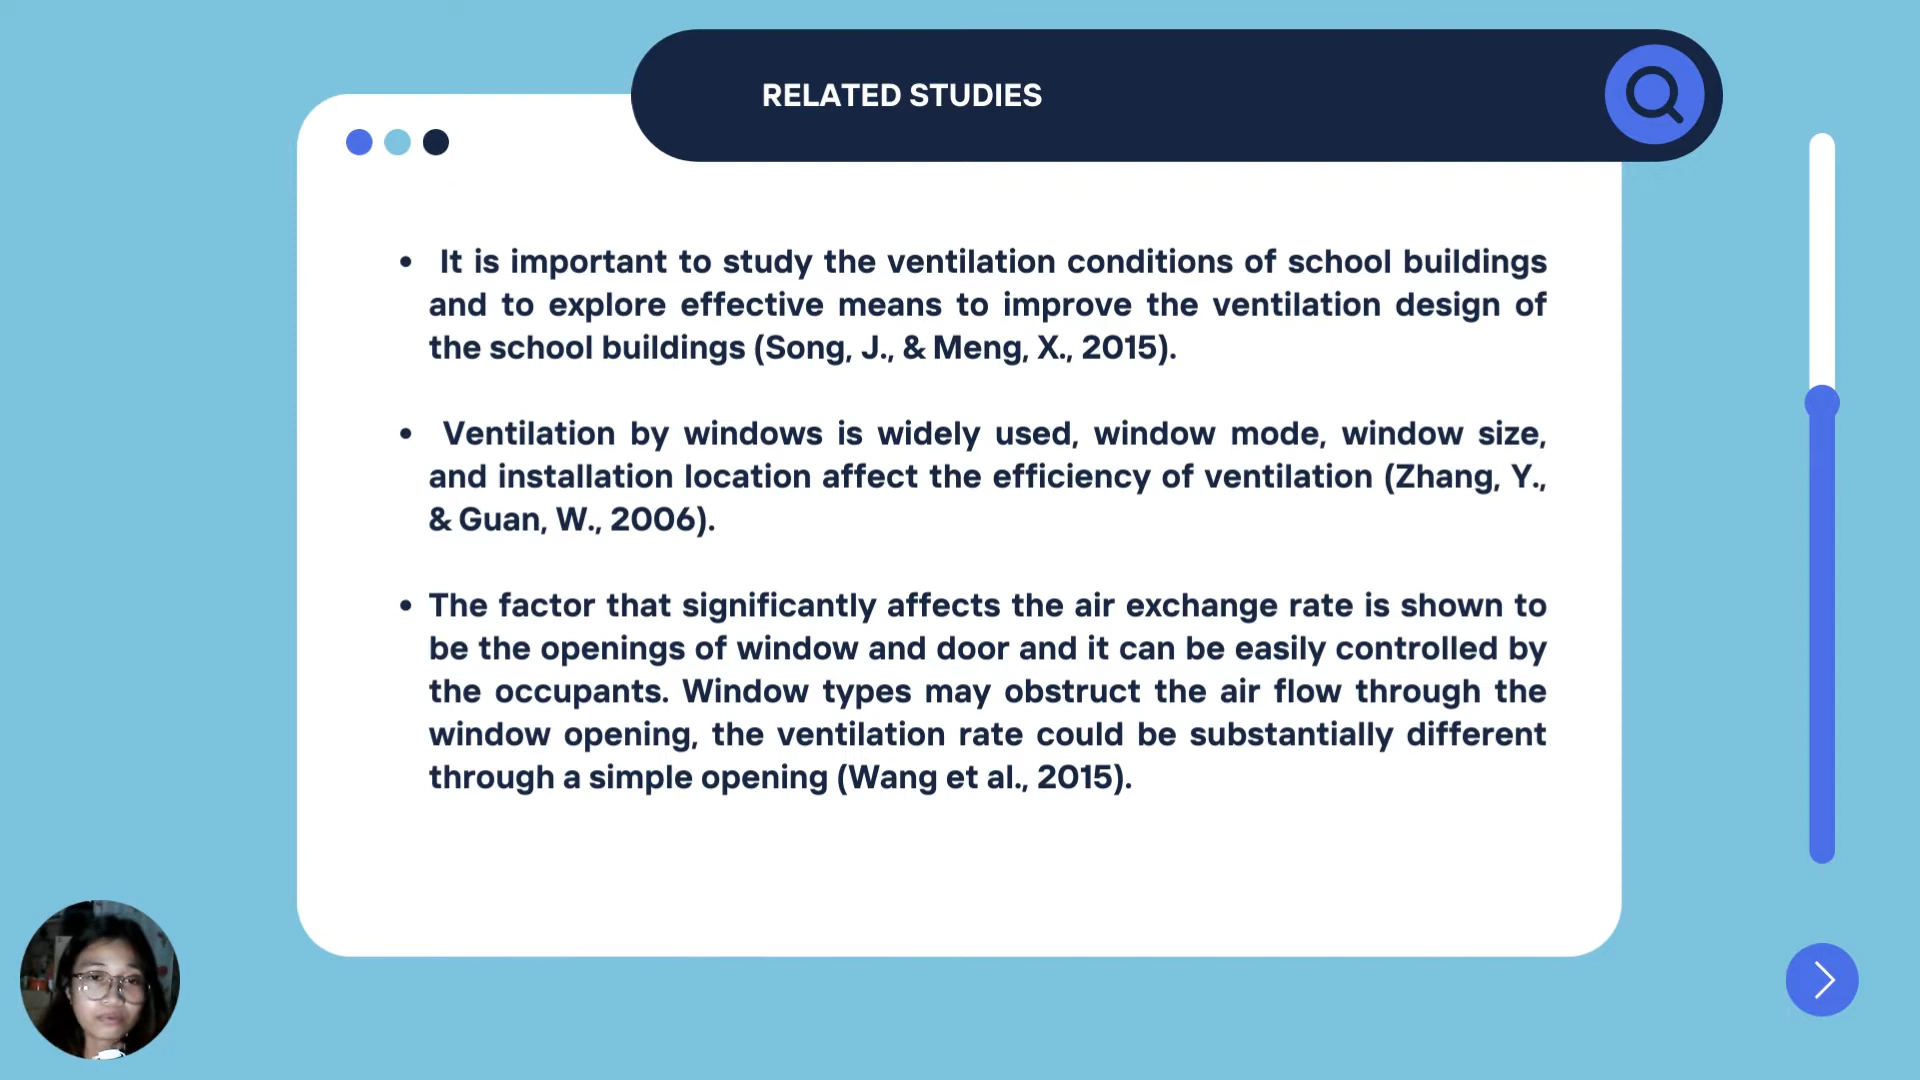 RELATED STUDIES
• It is important to study the ventilation conditions of school buildings
and to explore effective means to improve the ventilation design of
the school buildings (Song, J., & Meng, X., 2015).
• Ventilation by windows is widely used, window mode, window size,
and installation location affect the efficiency of ventilation (Zhang, Y.,
& Guan, W., 2006).
• The factor that significantly affects the air exchange rate is shown to
be the openings of window and door and it can be easily controlled by
the occupants. Window types may obstruct the air flow through the
window opening, the ventilation rate could be substantially different
through a simple opening (Wang et al., 2015).